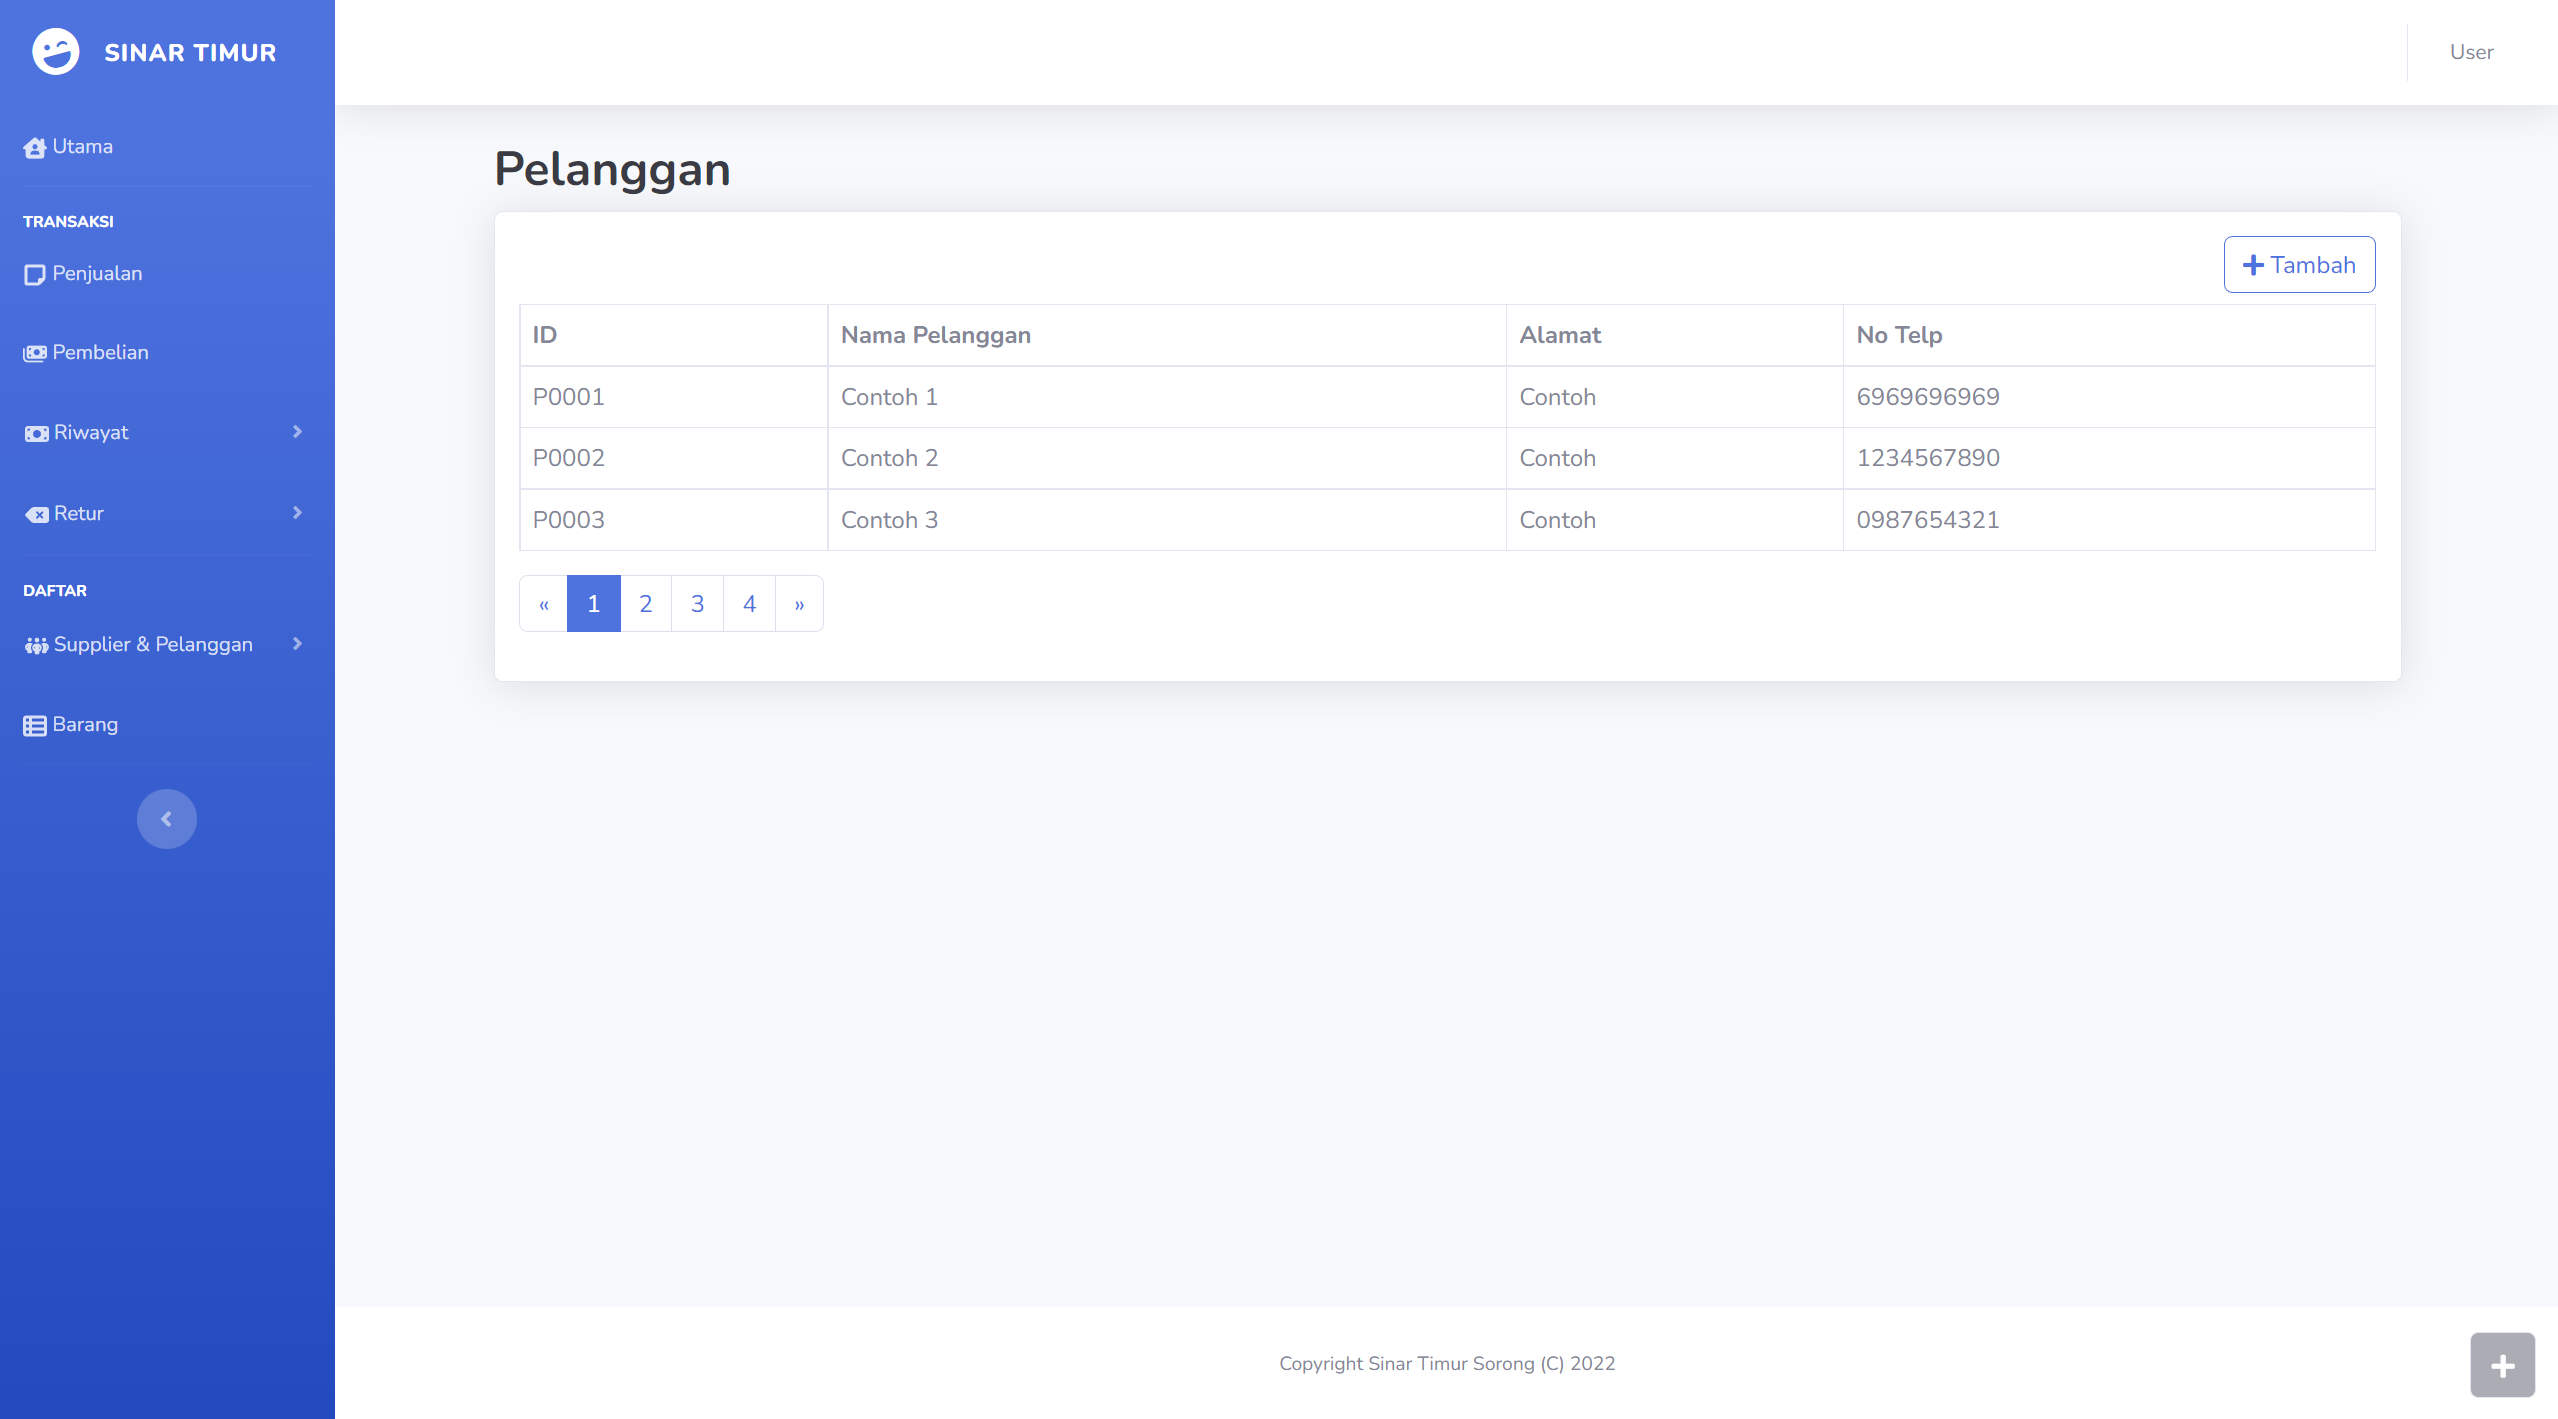 SINAR TIMUR
User
Utama
TRANSAKSI
Penjualan
Pembelian
Riwayat
Retur
DAFTAR
Supplier & Pelanggan
Barang
Pelanggan
Tambah
ID Nama Pelanggan Alamat No Telp
P0001 Contoh 1 Contoh 6969696969
P0002 Contoh 2 Contoh 1234567890
P0003 Contoh 3 Contoh 0987654321
« 1 2 3 4 »
Copyright Sinar Timur Sorong (C) 2022